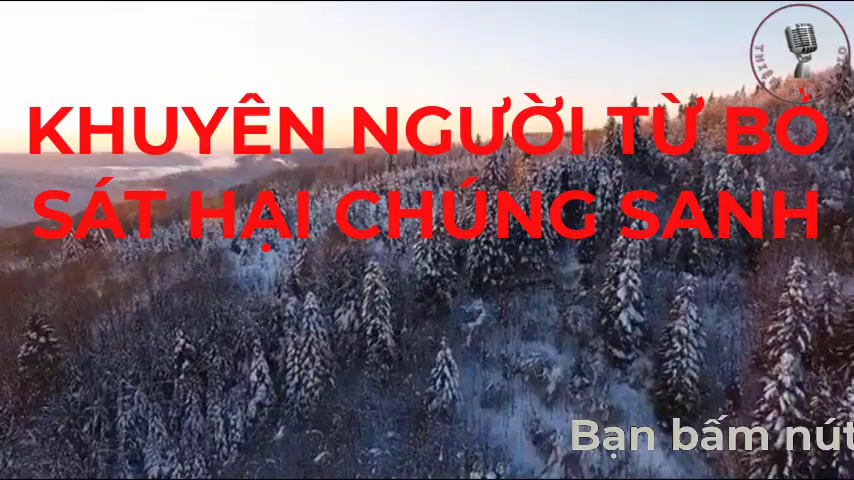 KHUYÊN NGƯỜI TỪ BỎ
SÁT HẠI CHÚNG SANH
Bạn bấm nút